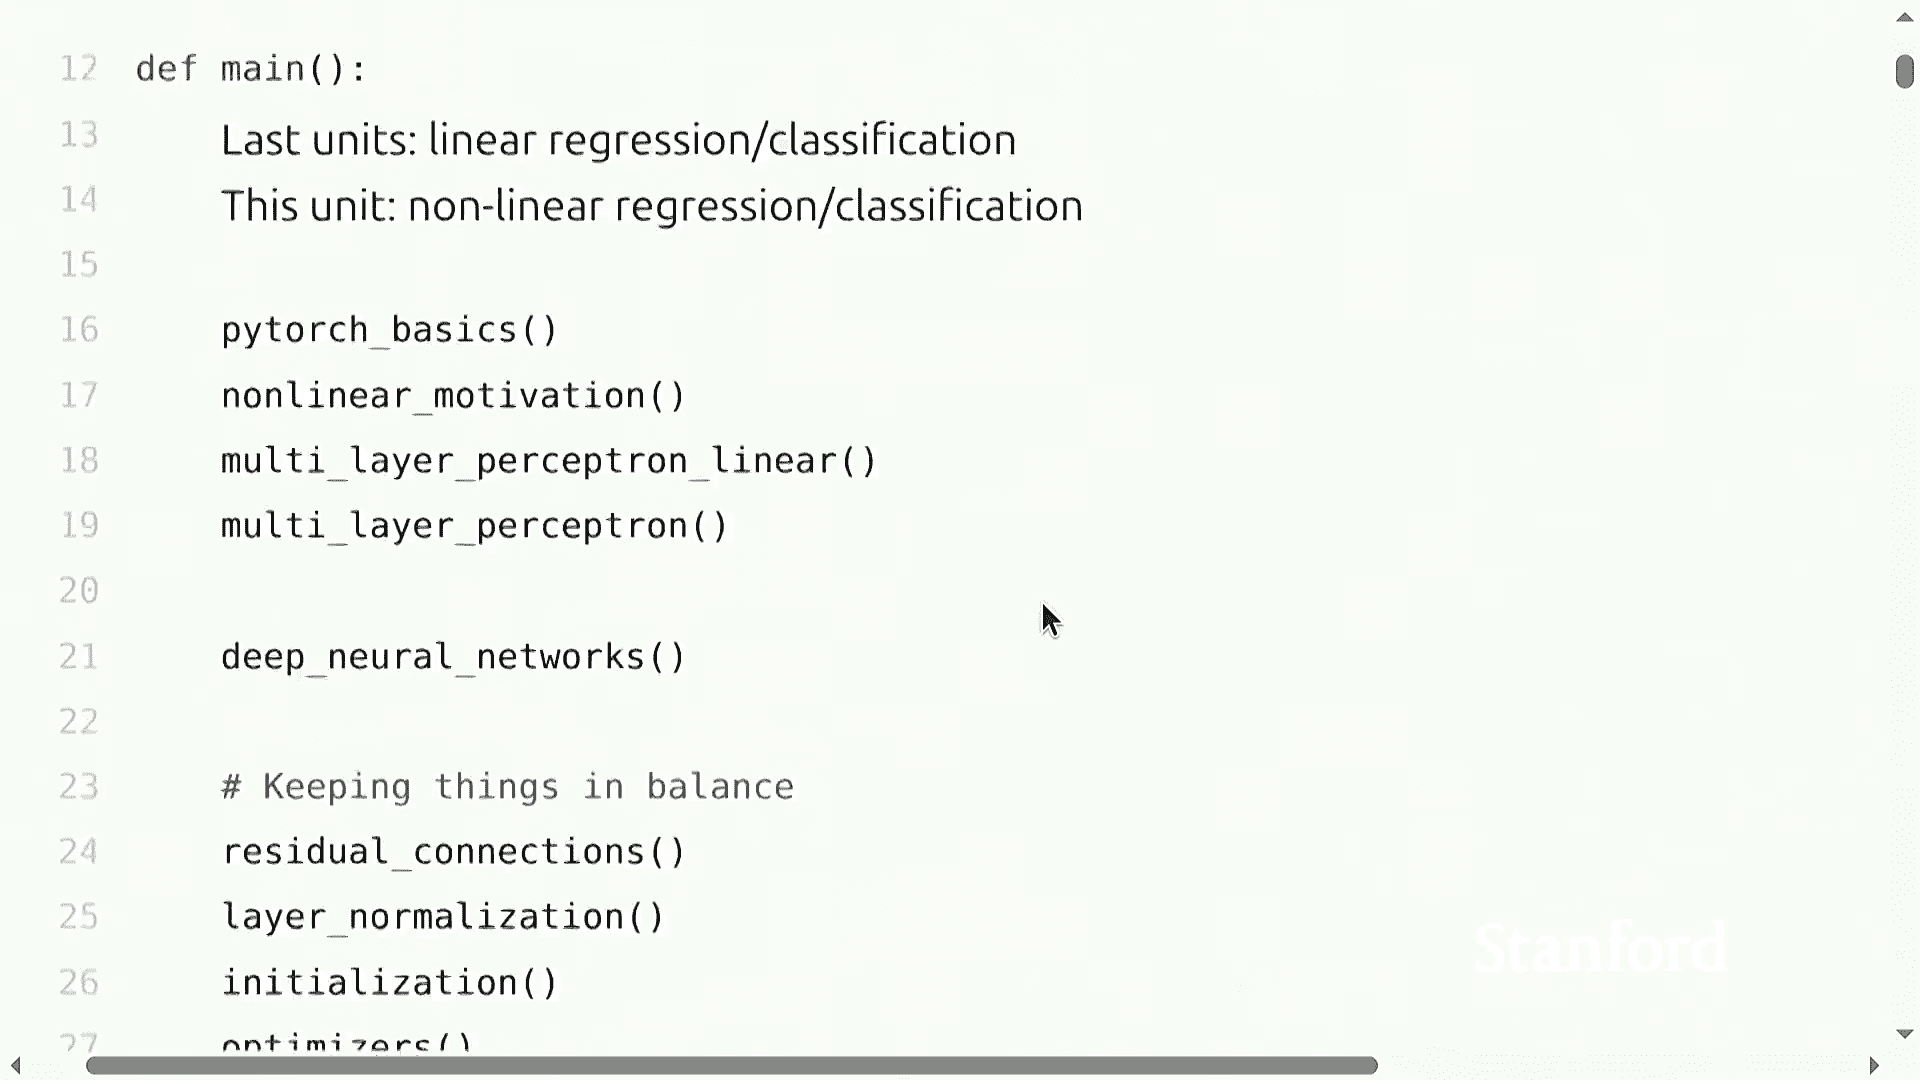 12 def main():
13 Last units: linear regression/classification
14 This unit: non-linear regression/classification
15
16 pytorch_basics()
17 nonlinear_motivation()
18 multi_layer_perceptron_linear()
19 multi_layer_perceptron()
20
21 deep_neural_networks()
22
23 # Keeping things in balance
24 residual_connections()
25 layer_normalization()
26 initialization()
27 optimizers()
Stanford